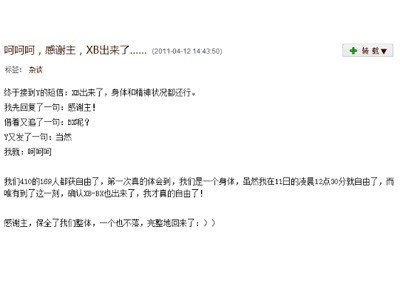 呵呵呵，感谢主，XB出来了...... (2011-04-12 14:43:50)
转载▼
标签： 杂谈
终于接到Y的短信：XB出来了，身体和精神状况都还行。
我先回复了一句：感谢主！
借着又追了一句：BX呢？
Y又发了一句：当然
我就：呵呵呵
我们410的169人都获自由了，第一次真的体会到，我们是一个身体，虽然我在11日的凌晨12点30分就自由了，而
唯有到了这一刻，确认XB-BX也出来了，我才真的自由了！
感谢主，保全了我们整体，一个也不落，完整地回来了：））